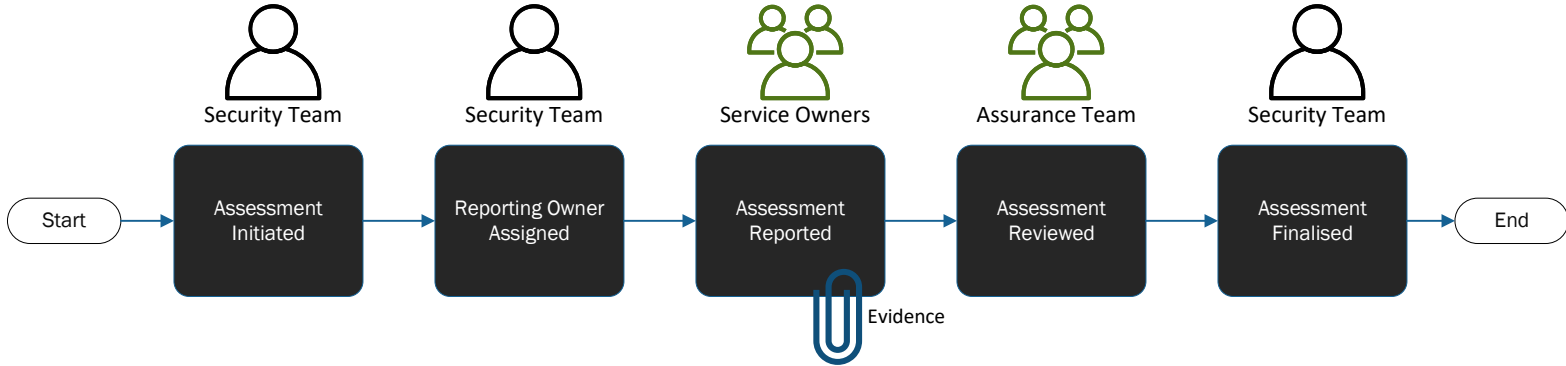 Security Team
Security Team
Service Owners
Assurance Team
Security Team
Start
Assessment
Initiated
Reporting Owner
Assigned
Assessment
Reported
Assessment
Reviewed
Assessment
Finalised
End
Evidence